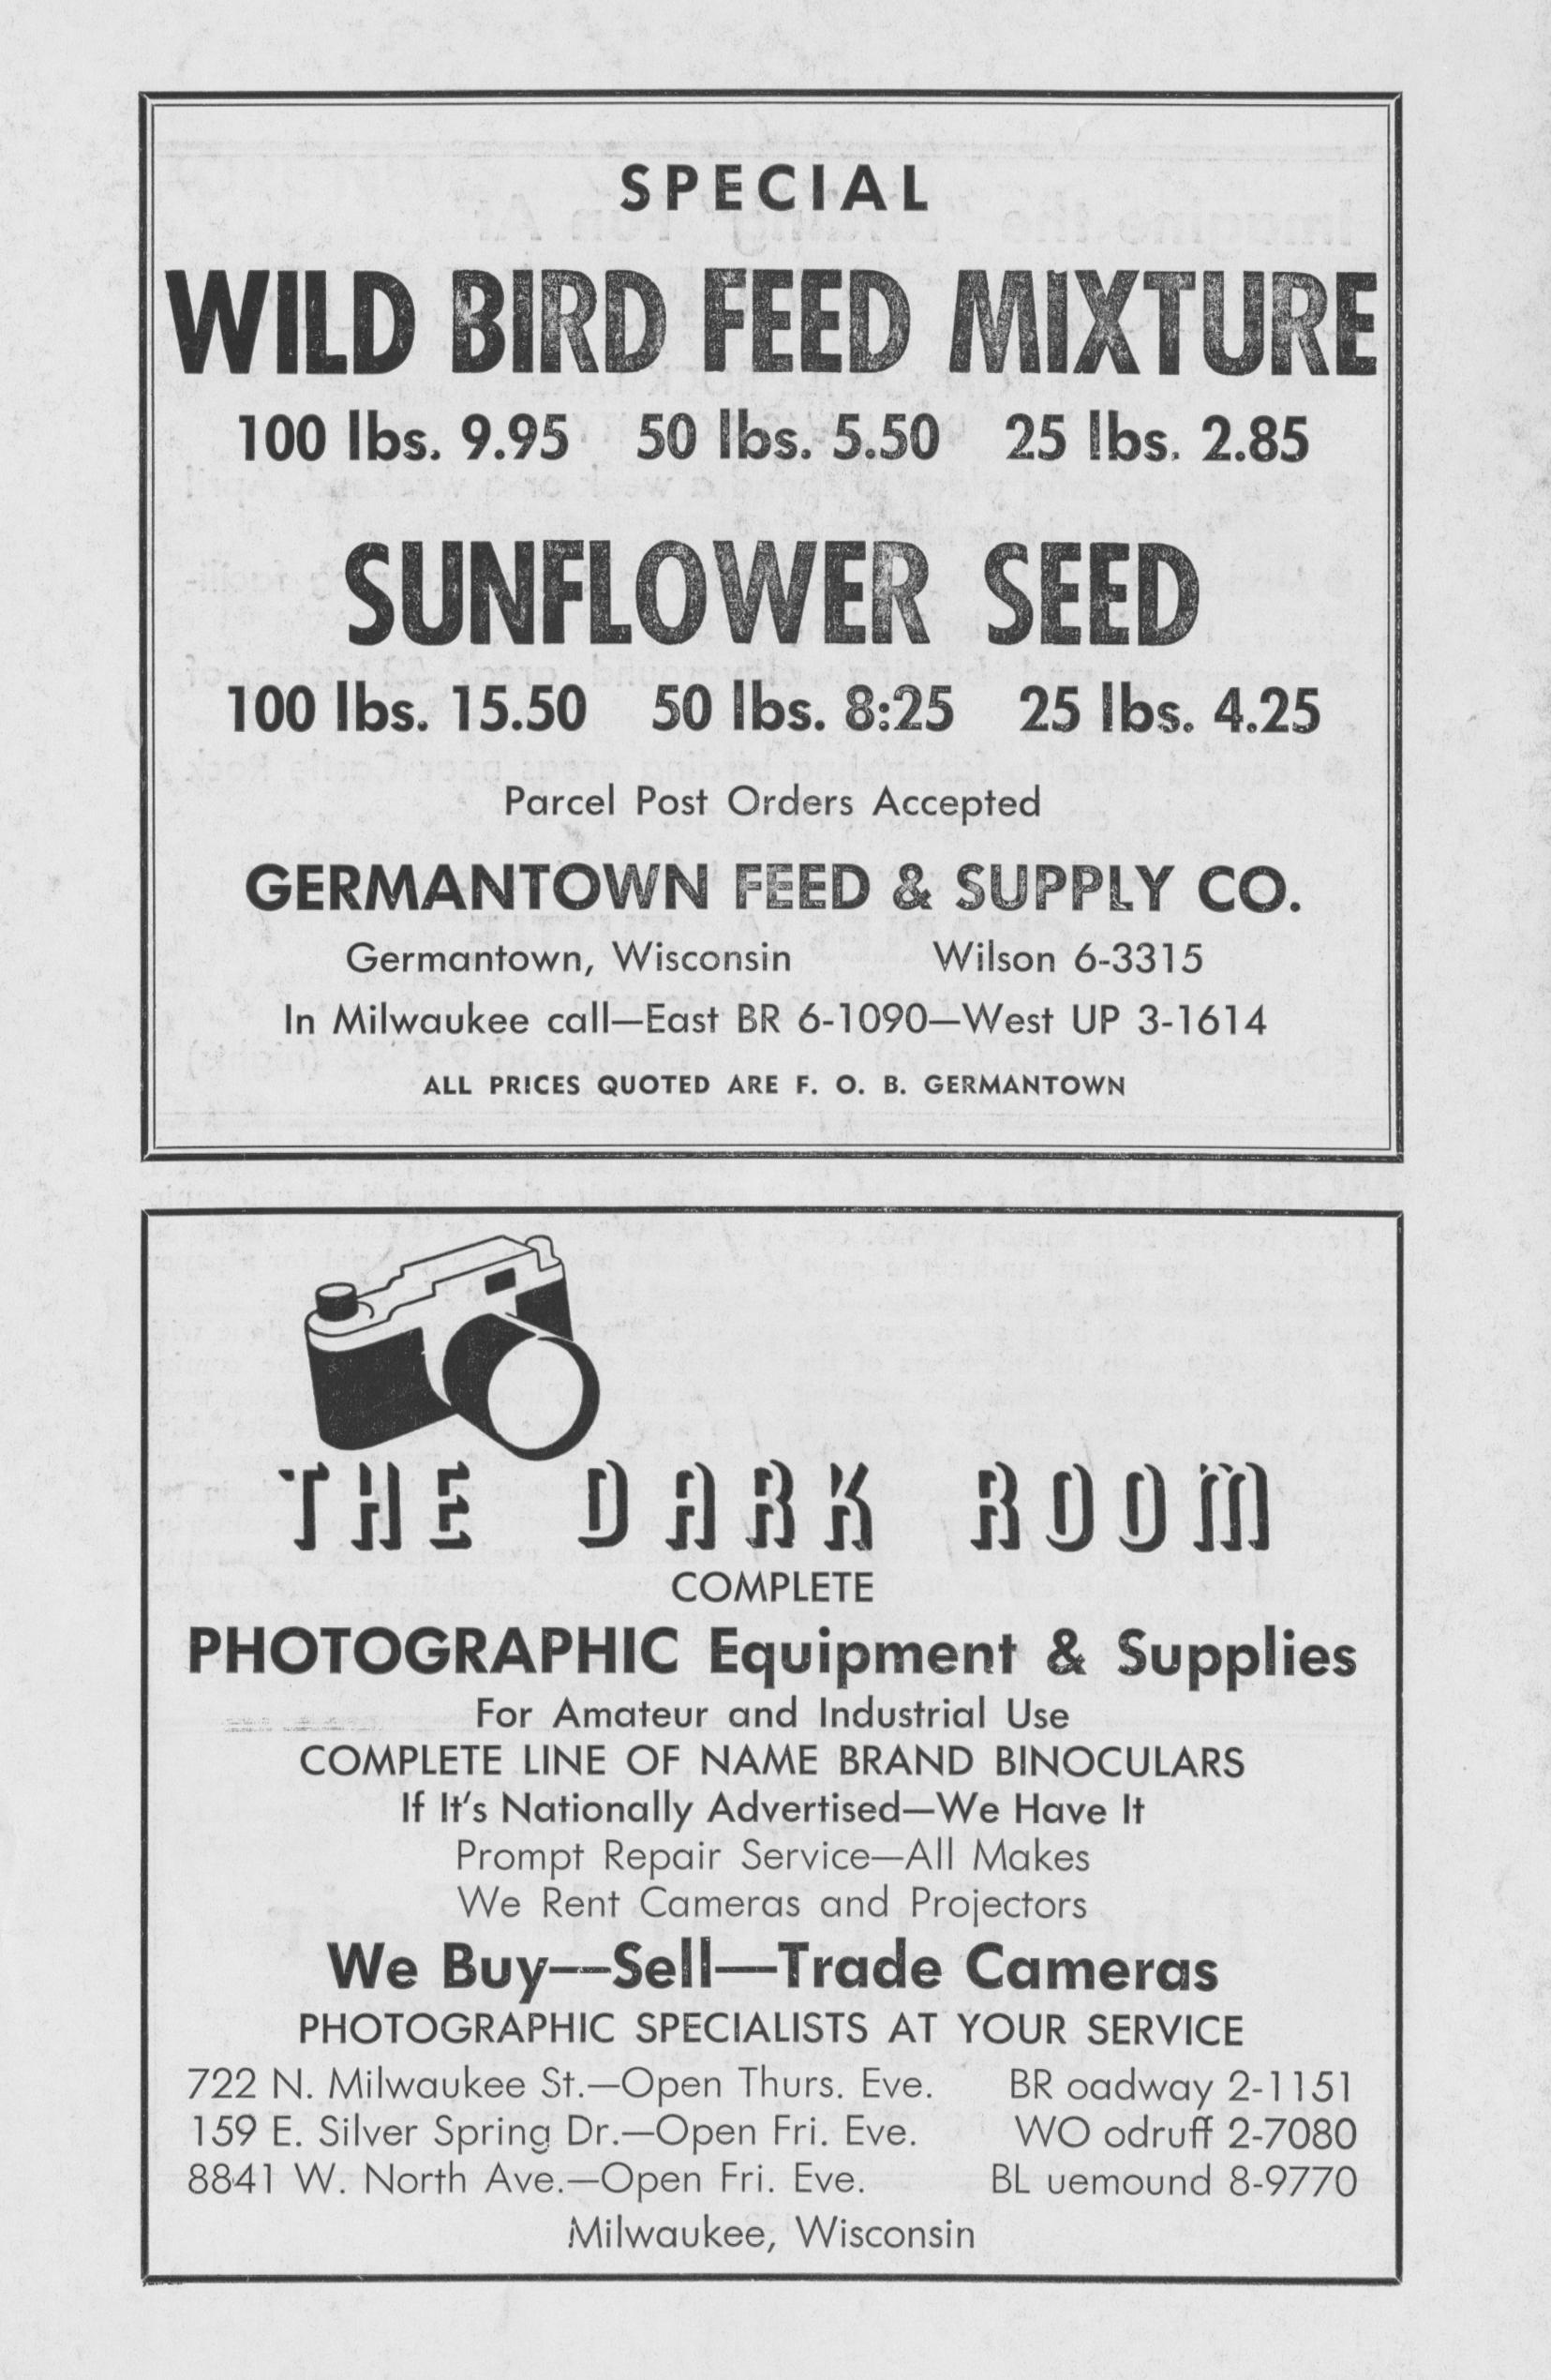 SPECIAL
WILD BIRD FEED MIXTURE
100 lbs. 9.95 50 lbs. 5.50 25 lbs. 2.85
SUNFLOWER SEED
100 lbs. 15.50 50 lbs. 8:25 25 lbs. 4.25
Parcel Post Orders Accepted
GERMANTOWN FEED & SUPPLY CO.
Germantown, Wisconsin Wilson 6-3315
In Milwaukee call—East BR 6-1090—West UP 3-1614
ALL PRICES QUOTED ARE F. O. B. GERMANTOWN
THE DARK ROOM
COMPLETE
PHOTOGRAPHIC Equipment & Supplies
For Amateur and Industrial Use
COMPLETE LINE OF NAME BRAND BINOCULARS
If It's Nationally Advertised—We Have It
Prompt Repair Service—All Makes
We Rent Cameras and Projectors
We Buy—Sell—Trade Cameras
PHOTOGRAPHIC SPECIALISTS AT YOUR SERVICE
722 N. Milwaukee St.—Open Thurs. Eve. BR oadway 2-1151
159 E. Silver Spring Dr.—Open Fri. Eve. WO odruff 2-7080
8841 W. North Ave.—Open Fri. Eve. BL uemound 8-9770
Milwaukee, Wisconsin